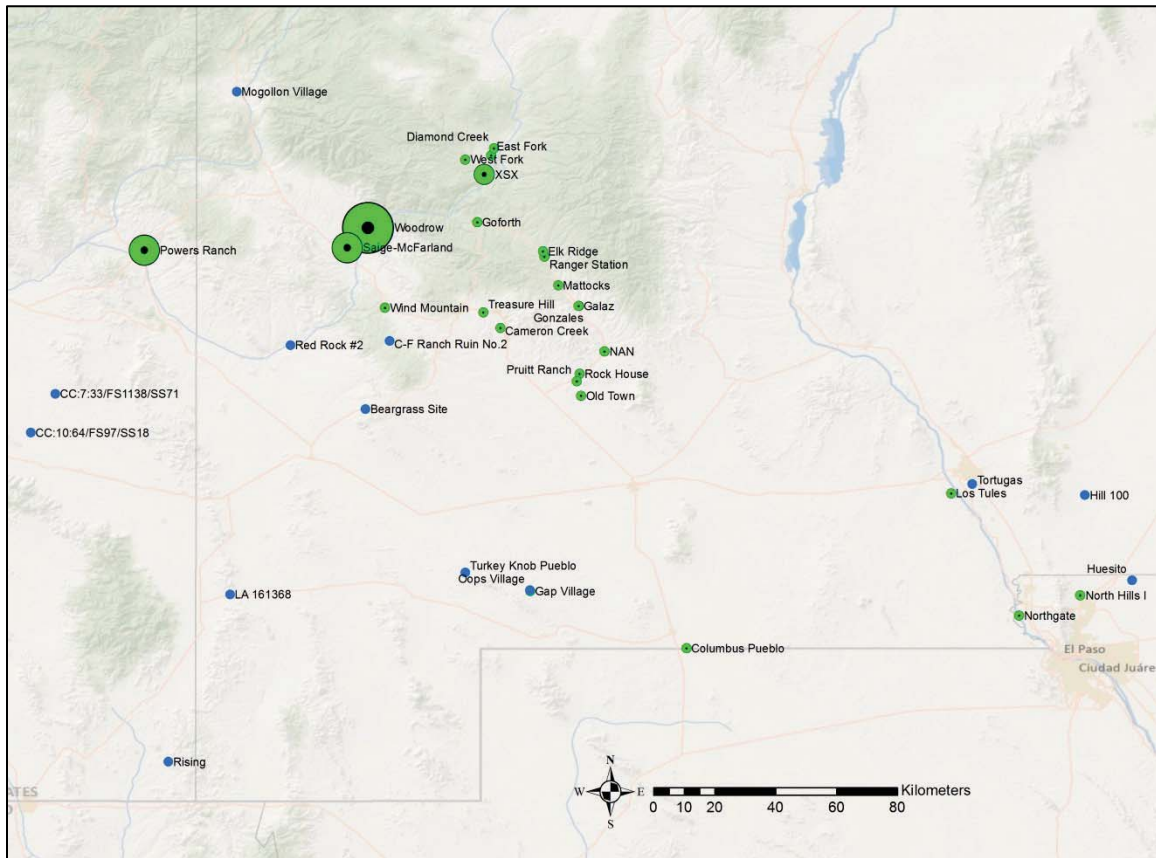 Mogollon Village
Diamond Creek
East Fork
West Fork
XSX
Goforth
Woodrow
Saige-McFarland
Powers Ranch
Elk Ridge
Ranger Station
Mattocks
Wind Mountain
Treasure Hill
Galaz
Gonzales
Cameron Creek
Red Rock #2
C-F Ranch Ruin No.2
NAN
Pruitt Ranch
Rock House
CC:7:33/FS1138/SS71
Old Town
Beargrass Site
CC:10:64/FS97/SS18
Tortugas
Los Tules
Hill 100
Turkey Knob Pueblo
Oops Village
Gap Village
Huesito
LA 161368
North Hills I
Northgate
Columbus Pueblo
El Paso
Ciudad Juáre
Rising
N
W
E
S
Kilometers
0 5 10 20 40 60 80
ATES
O